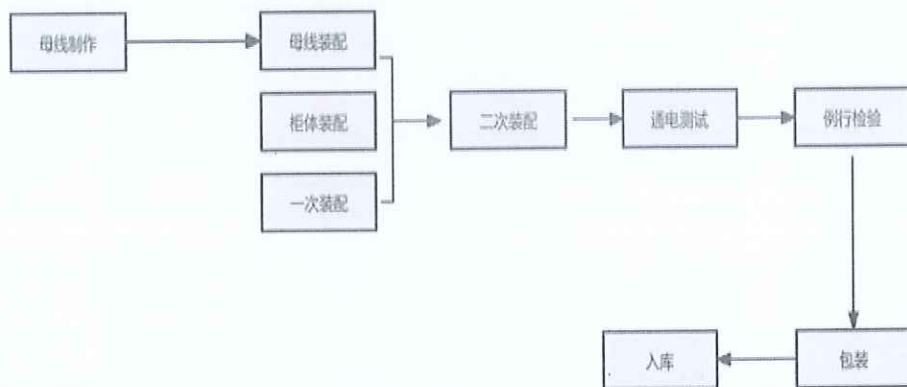 母线制作
母线装配
柜体装配
一次装配
二次装配
通电测试
例行检验
包装
入库